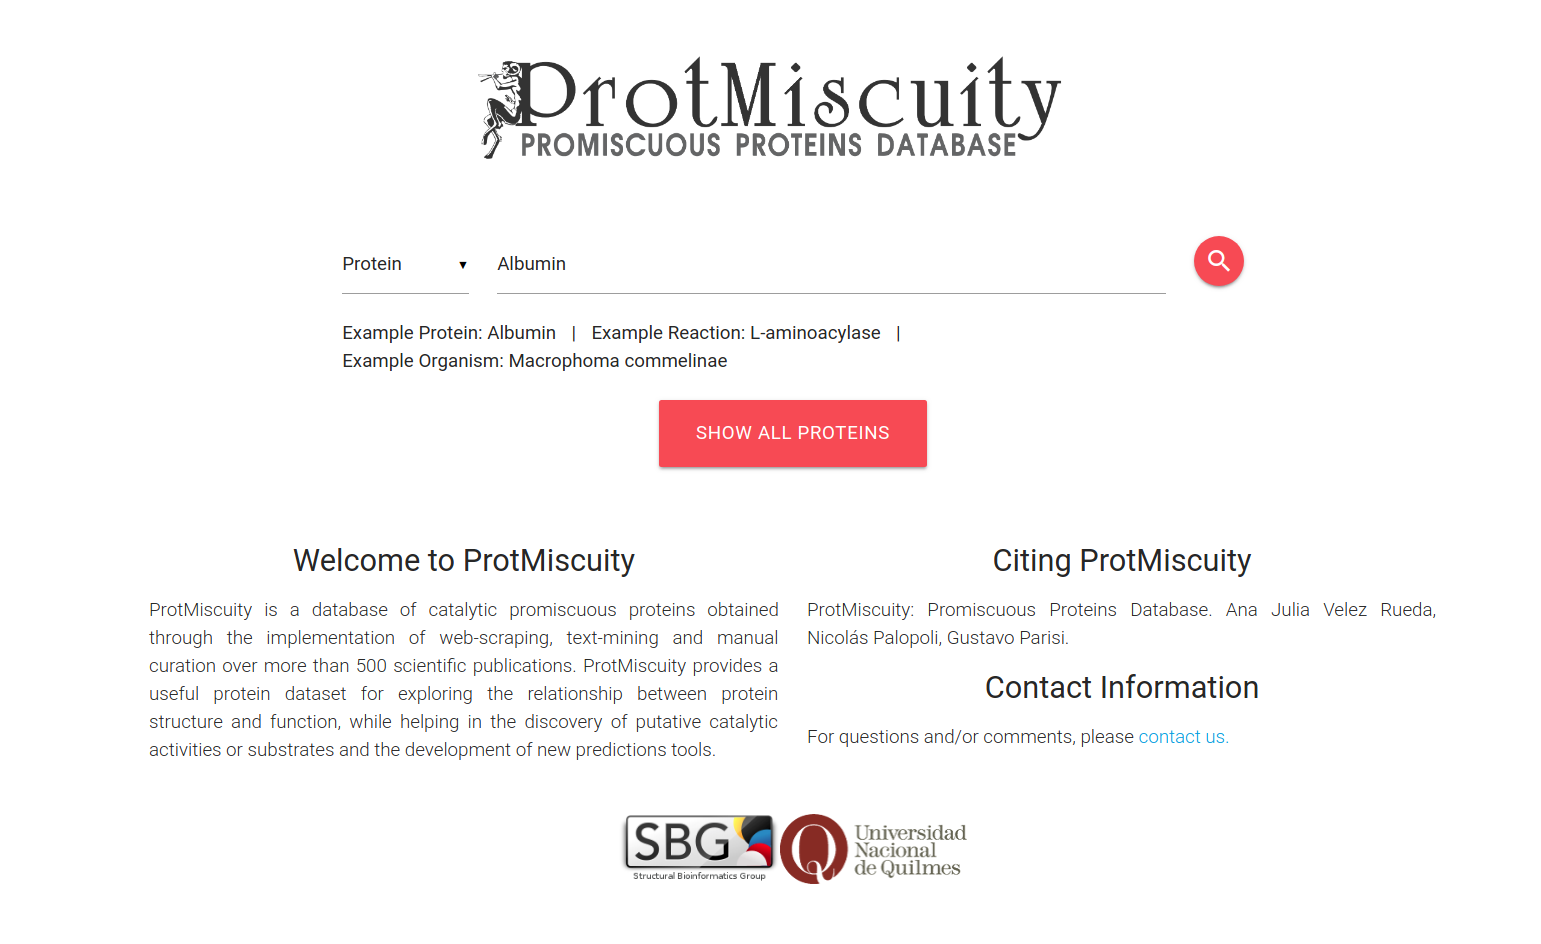 ProtMiscuity
PROMISCUOUS PROTEINS DATABASE
Protein ▼ Albumin
Example Protein: Albumin | Example Reaction: L-aminoacylase |
Example Organism: Macrophoma commelinae
SHOW ALL PROTEINS
Welcome to ProtMiscuity
ProtMiscuity is a database of catalytic promiscuous proteins obtained
through the implementation of web-scraping, text-mining and manual
curation over more than 500 scientific publications. ProtMiscuity provides a
useful protein dataset for exploring the relationship between protein
structure and function, while helping in the discovery of putative catalytic
activities or substrates and the development of new predictions tools.
Citing ProtMiscuity
ProtMiscuity: Promiscuous Proteins Database. Ana Julia Velez Rueda,
Nicolás Palopoli, Gustavo Parisi.
Contact Information
For questions and/or comments, please contact us.
SBG
Structural Bioinformatics Group
Q
Universidad
Nacional
de Quilmes